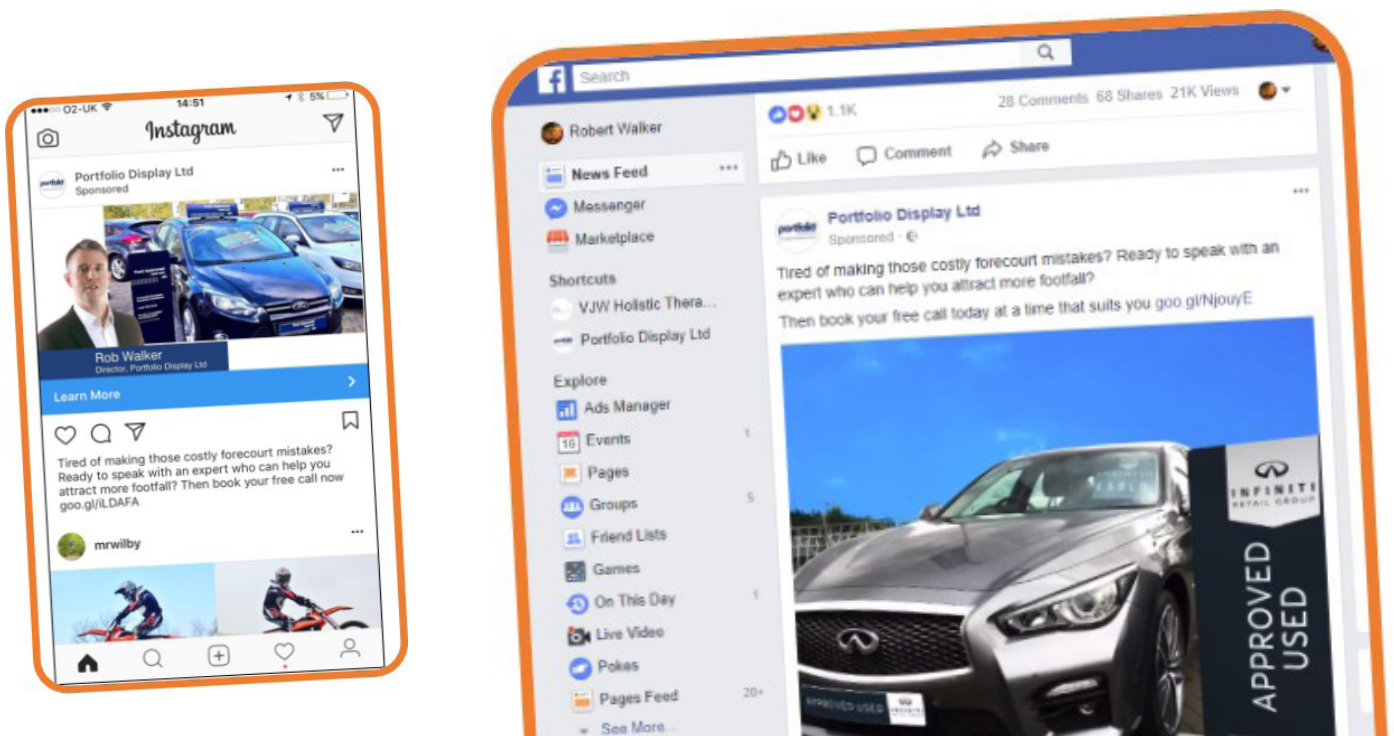 O2-UK 14:51 5%
Instagram
portfolio
Portfolio Display Ltd
Sponsored
Rob Walker
Director, Portfolio Display Ltd
Learn More
Tired of making those costly forecourt mistakes?
Ready to speak with an expert who can help you
attract more footfall? Then book your free call now
goo.gl/iLDAFA
mrwilby
Search
Robert Walker
News Feed
Messenger
Marketplace
Shortcuts
VJW Holistic Thera...
Portfolio Display Ltd
Explore
Ads Manager
16 Events 1
Pages
Groups 5
Friend Lists
Games
On This Day 1
Live Video
Pokes
Pages Feed 20+
See More...
1.1K 28 Comments 68 Shares 21K Views
Like Comment Share
portfolio
Portfolio Display Ltd
Sponsored
Tired of making those costly forecourt mistakes? Ready to speak with an
expert who can help you attract more footfall?
Then book your free call today at a time that suits you goo.gl/NjouyE
INFINITI
RETAIL GROUP
APPROVED
USED
APPROVED USED